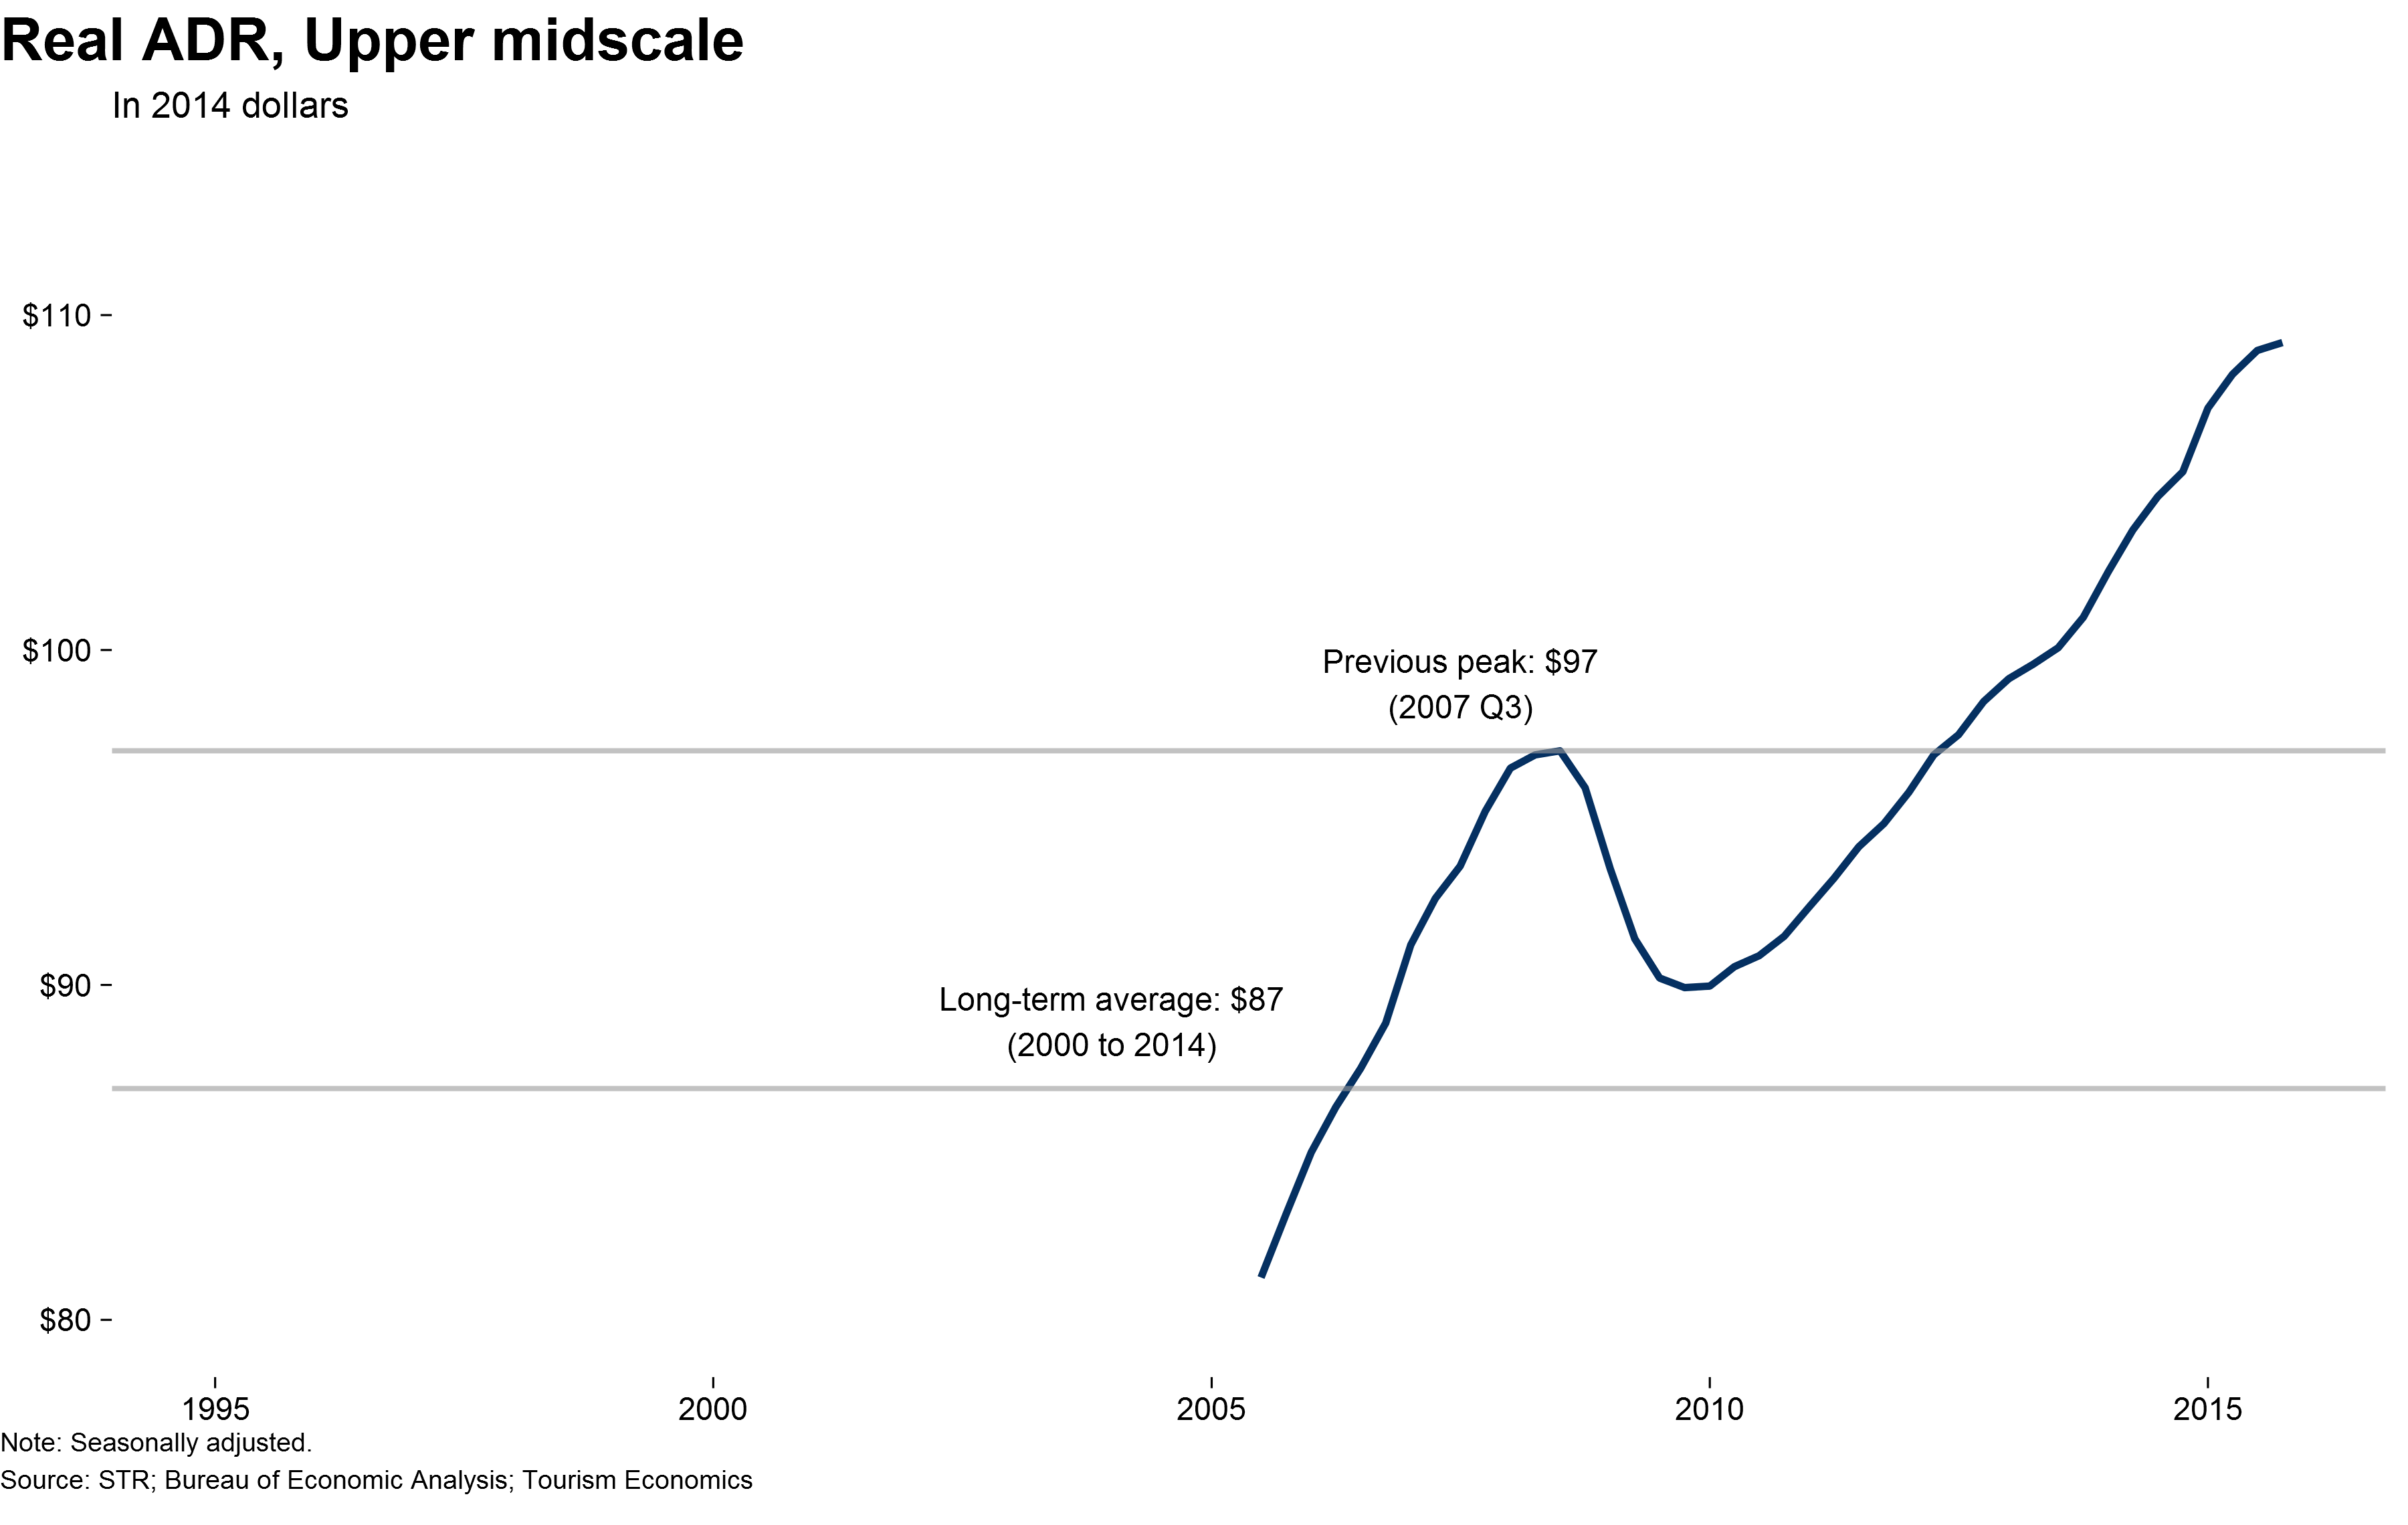 Real ADR, Upper midscale
In 2014 dollars
$110
$100
Previous peak: $97
(2007 Q3)
$90
Long-term average: $87
(2000 to 2014)
$80
1995
2000
2005
2010
2015
Note: Seasonally adjusted.
Source: STR; Bureau of Economic Analysis; Tourism Economics